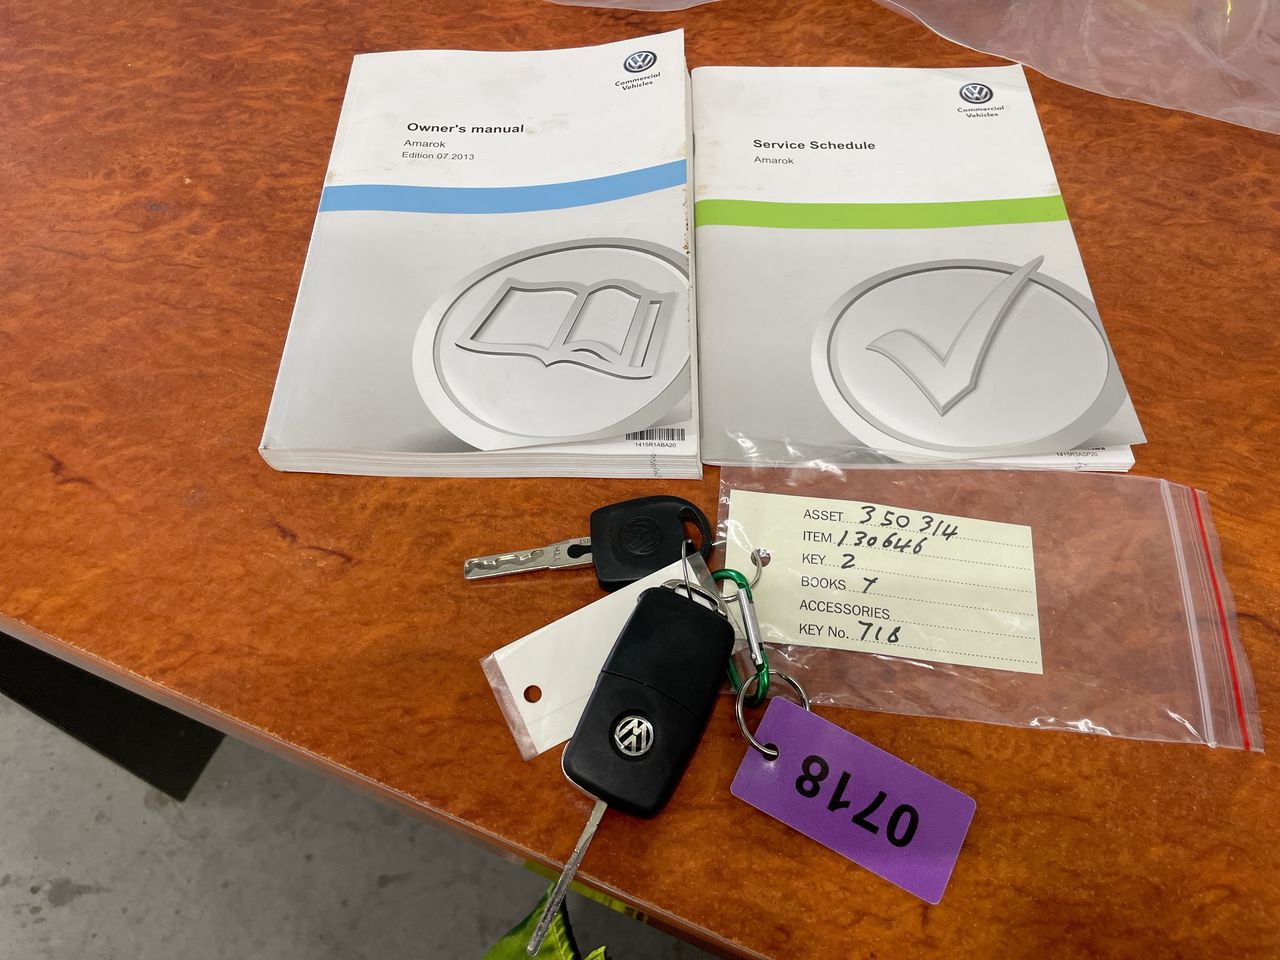 Commercial
Vehicles
Owner's manual
Amarok
Edition 07.2013
1415R1ABA20
Commercial
Vehicles
Service Schedule
Amarok
1415R3ASP20
ASSET 350314
ITEM 130646
KEY 2
BOOKS Y
ACCESSORIES
KEY No. 718
0718